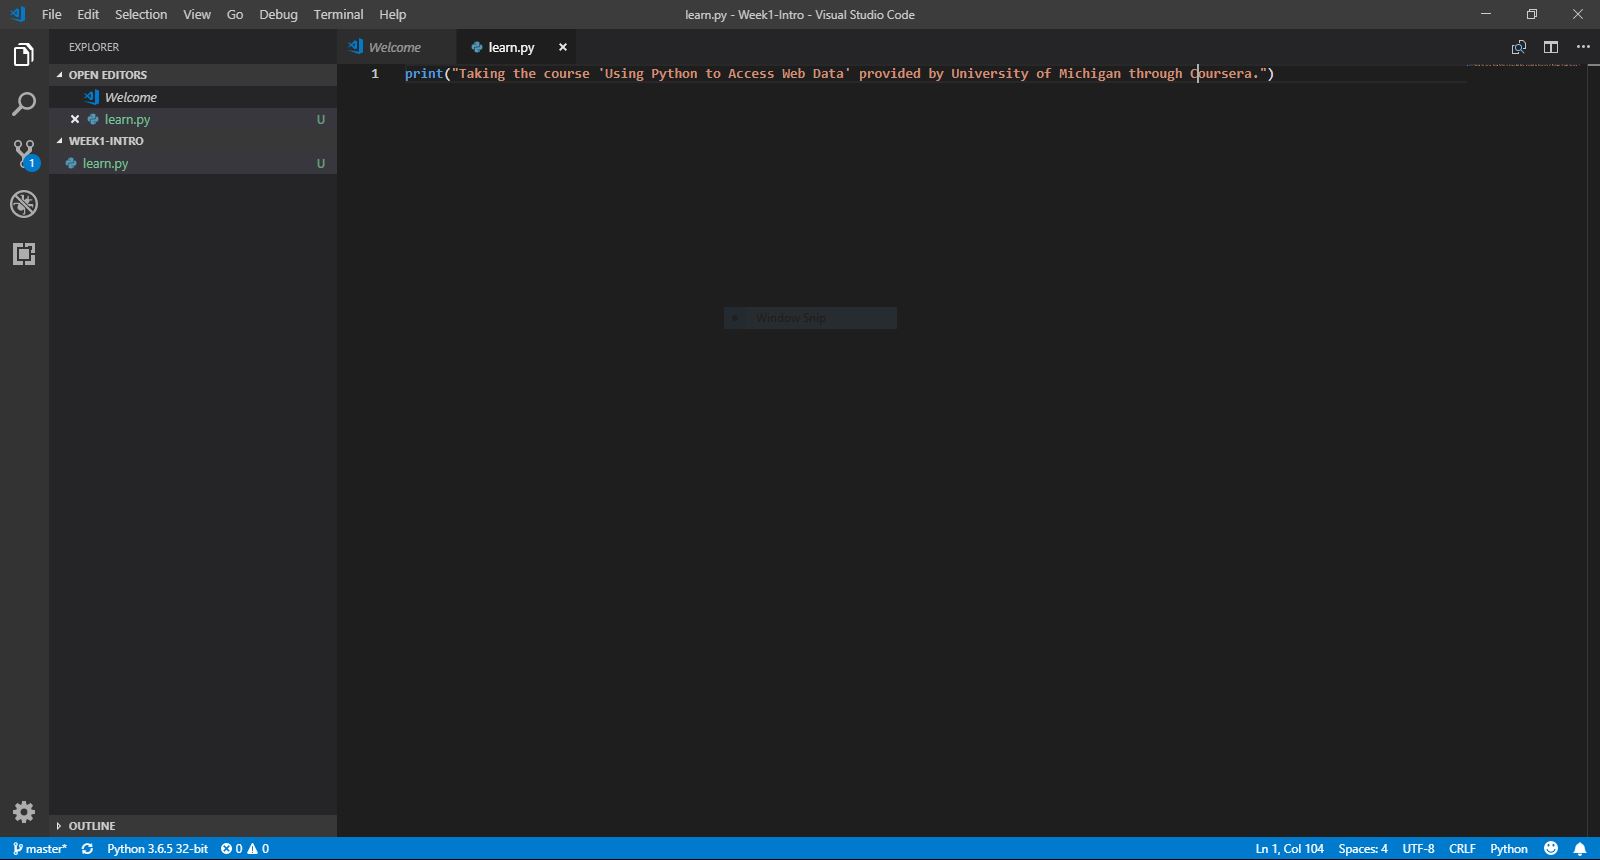 File Edit Selection View Go Debug Terminal Help
learn.py - Week1-Intro - Visual Studio Code
EXPLORER
Welcome
learn.py
OPEN EDITORS
Welcome
learn.py U
WEEK1-INTRO
learn.py U
1
1 print("Taking the course 'Using Python to Access Web Data' provided by University of Michigan through Coursera.")
Window Snip
OUTLINE
master* Python 3.6.5 32-bit 0 0
Ln 1, Col 104 Spaces: 4 UTF-8 CRLF Python